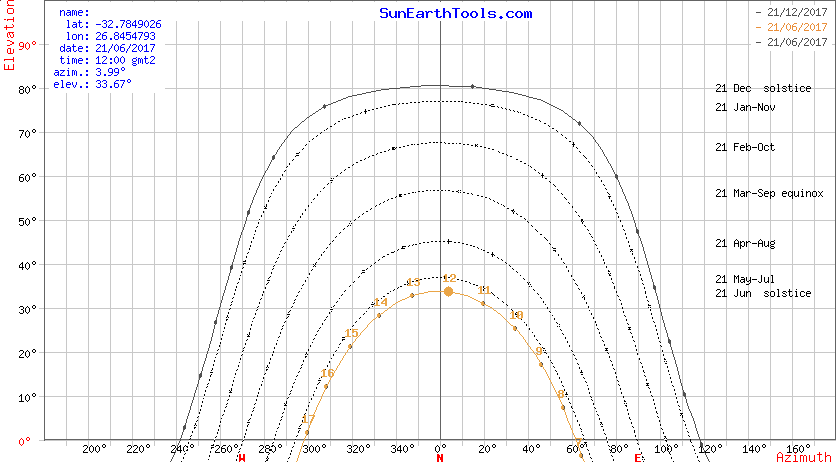 SunEarthTools.com
name:
lat: -32.7849026
lon: 26.8454793
date: 21/06/2017
time: 12:00 gmt2
azim.: 3.99°
elev.: 33.67°
- 21/12/2017
- 21/06/2017
- 21/06/2017
Elevation
90°
80°
70°
60°
50°
40°
30°
20°
10°
0°
21 Dec solstice
21 Jan-Nov
21 Feb-Oct
21 Mar-Sep equinox
21 Apr-Aug
21 May-Jul
21 Jun solstice
17 16 15 14 13 12 11 10 9 8 7
200° 220° 240° 260° 280° 300° 320° 340° 0° 20° 40° 60° 80° 100° 120° 140° 160°
W N E Azimuth